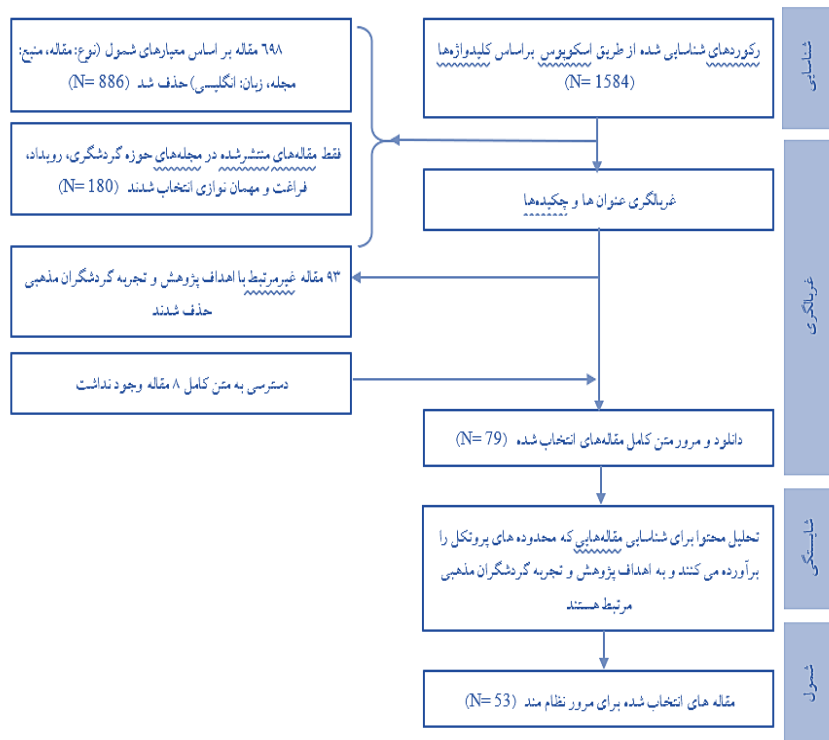 شناسایی
رکوردهای شناسایی شده از طریق اسکوپوس براساس کلیدواژه‌ها
(N= 1584)
۶۹۸ مقاله بر اساس معیارهای شمول (نوع: مقاله، منبع:
مجله، زبان: انگلیسی) حذف شد (N= 886)
فقط مقاله‌های منتشرشده در مجله‌های حوزه گردشگری، رویداد،
فراغت و مهمان نوازی انتخاب شدند (N= 180)
غربالگری
غربالگری عنوان ها و چکیده‌ها
۹۳ مقاله غیرمرتبط با اهداف پژوهش و تجربه گردشگران مذهبی
حذف شدند
دسترسی به متن کامل ۸ مقاله وجود نداشت
دانلود و مرور متن کامل مقاله‌های انتخاب شده (N= 79)
شایستگی
تحلیل محتوا برای شناسایی مقاله‌هایی که محدوده های پروتکل را
برآورده می کنند و به اهداف پژوهش و تجربه گردشگران مذهبی
مرتبط هستند
شمول
مقاله های انتخاب شده برای مرور نظام مند (N= 53)